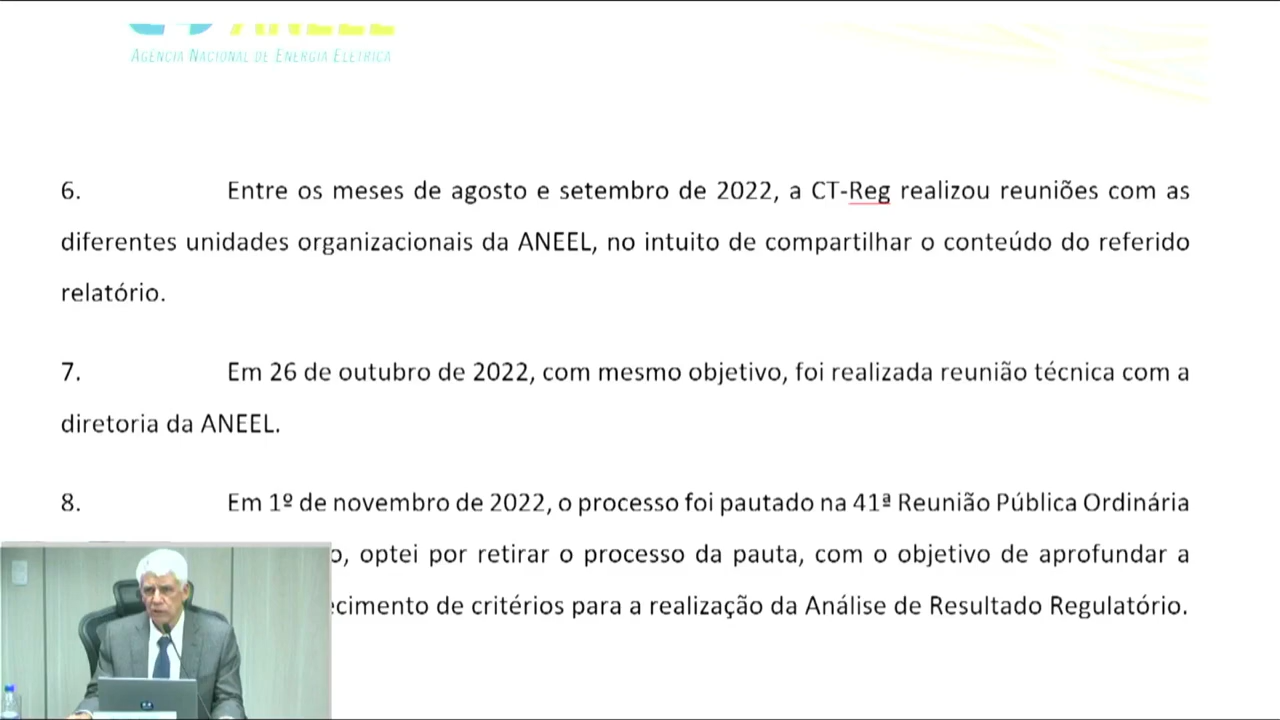 ANEEL
AGÊNCIA NACIONAL DE ENERGIA ELÉTRICA
6. Entre os meses de agosto e setembro de 2022, a CT-Reg realizou reuniões com as
diferentes unidades organizacionais da ANEEL, no intuito de compartilhar o conteúdo do referido
relatório.
7. Em 26 de outubro de 2022, com mesmo objetivo, foi realizada reunião técnica com a
diretoria da ANEEL.
8. Em 1º de novembro de 2022, o processo foi pautado na 41ª Reunião Pública Ordinária
o, optei por retirar o processo da pauta, com o objetivo de aprofundar a
ecimento de critérios para a realização da Análise de Resultado Regulatório.